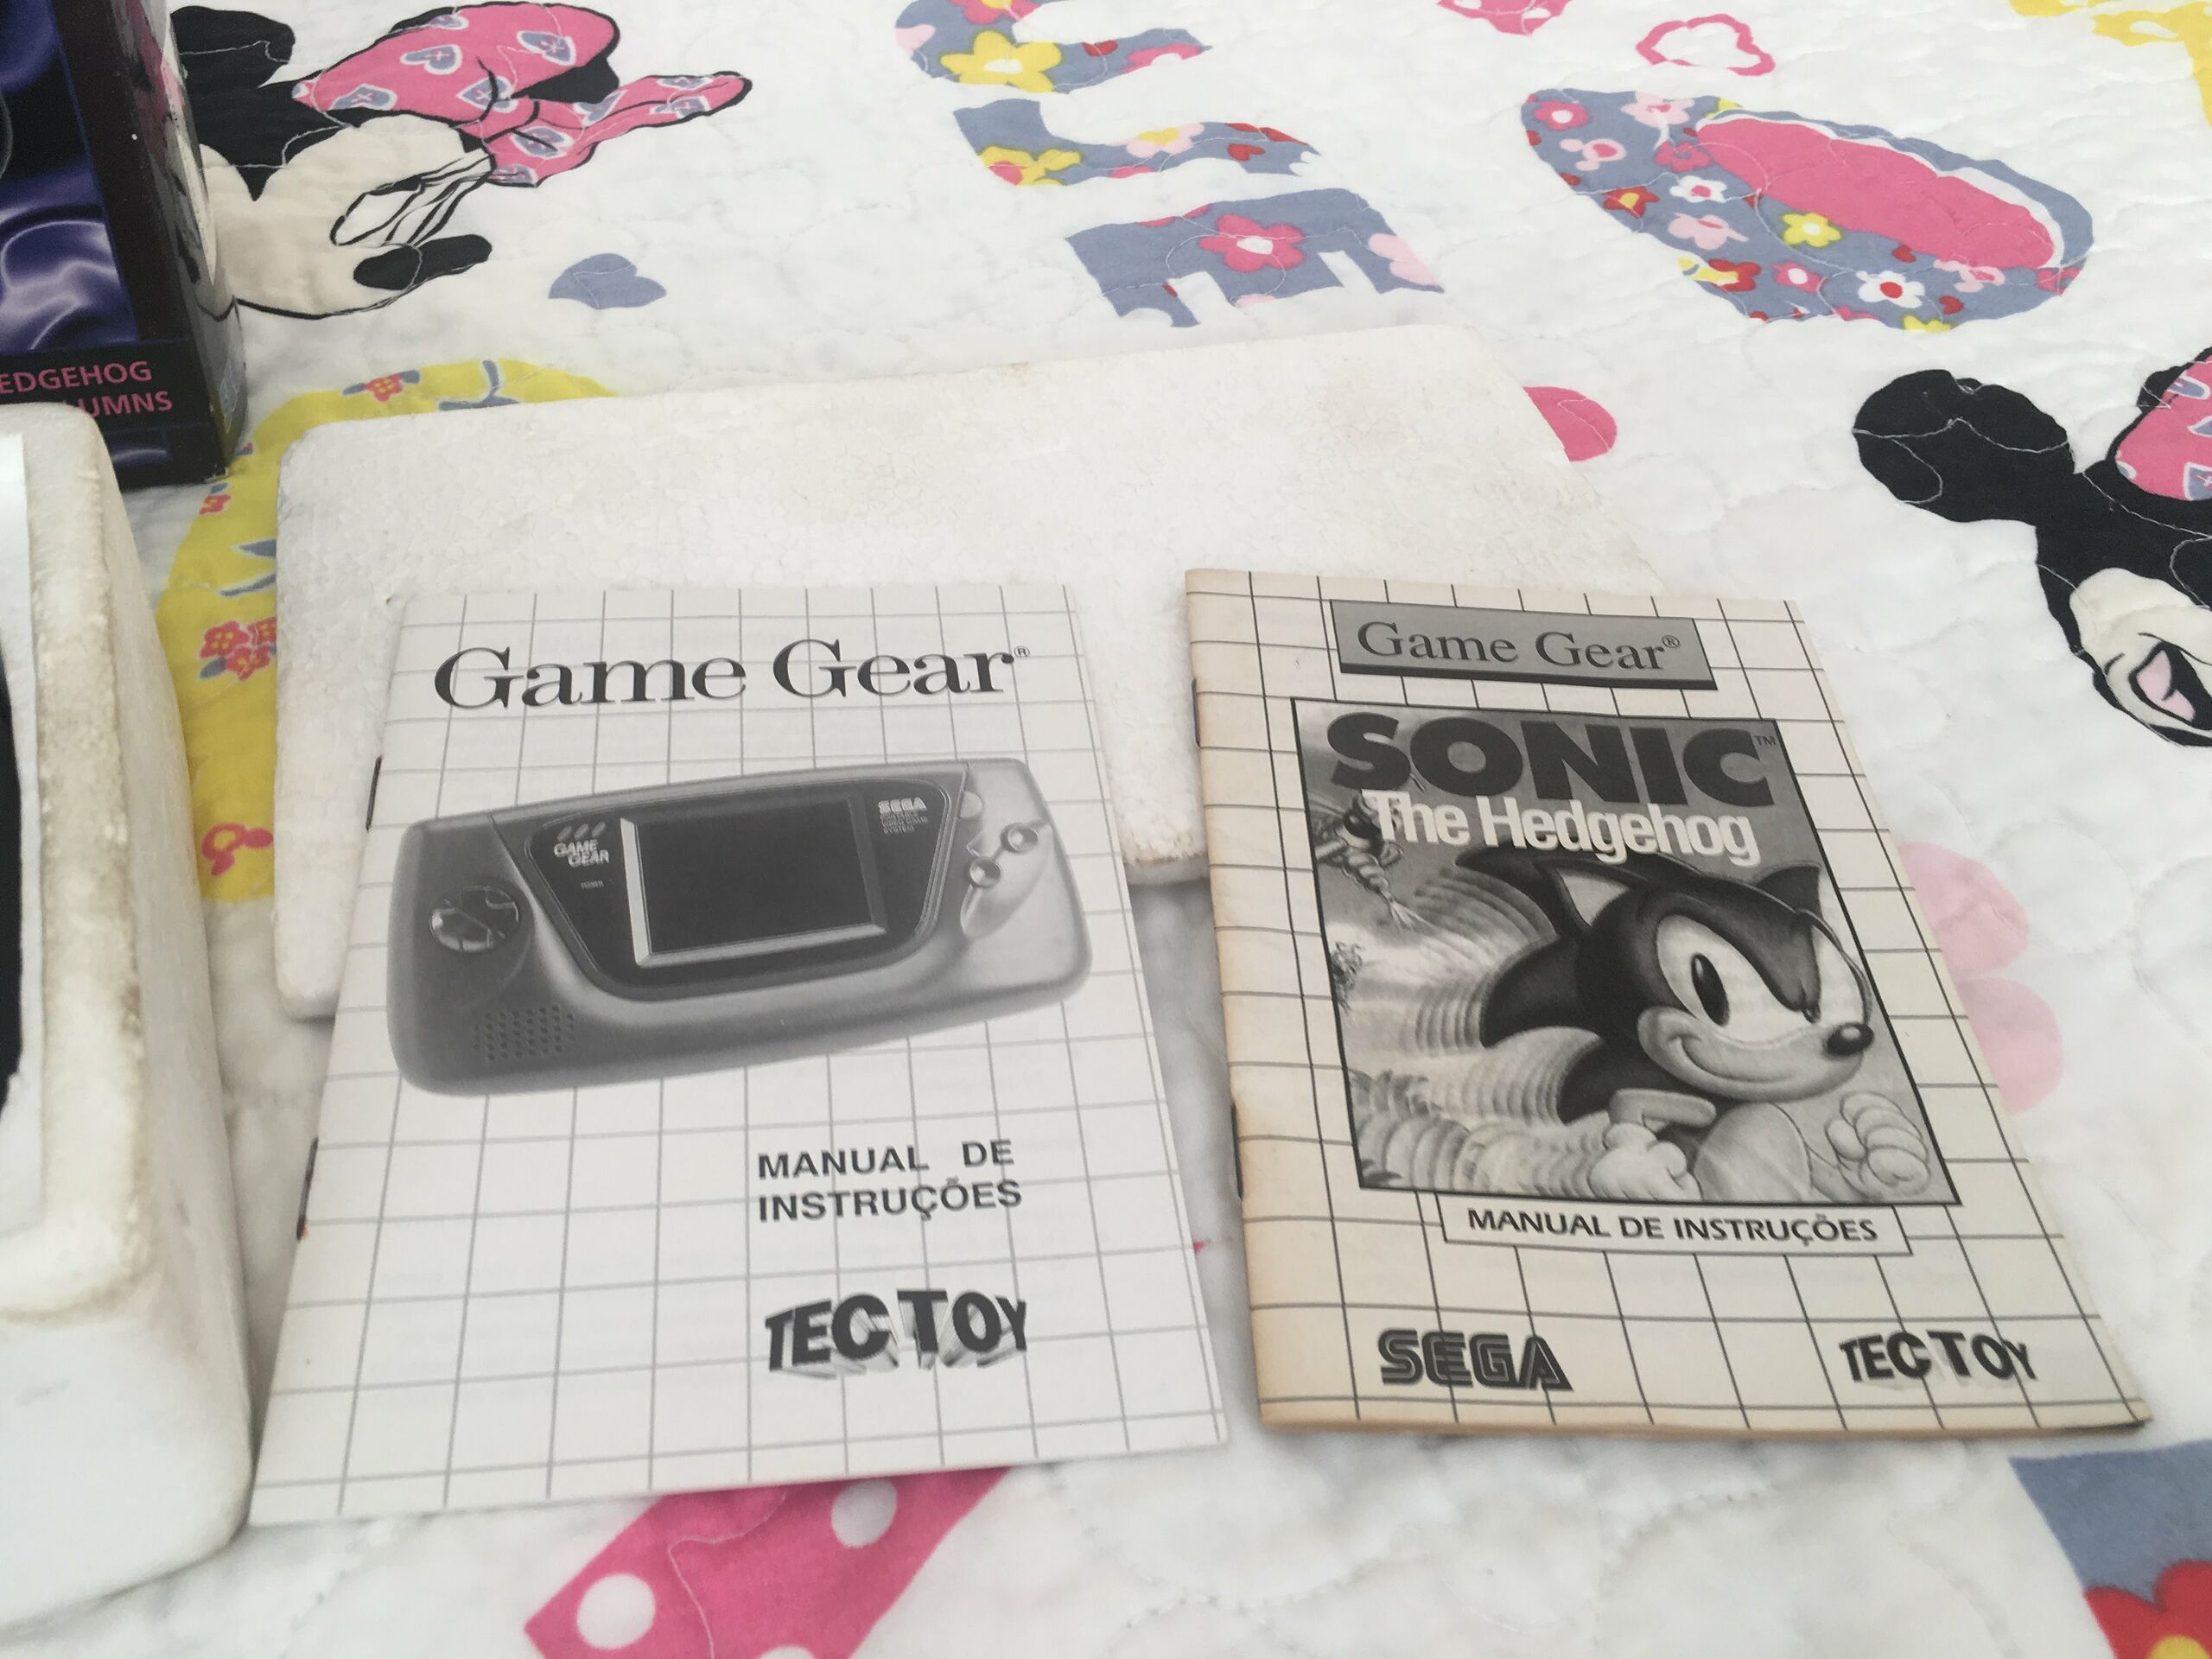 EDGEHOG
UMNS
Game Gear®
GAME
GEAR
POWER
SEGA
MANUAL DE
INSTRUÇÕES
TEC TOY
Game Gear®
SONIC™
The Hedgehog
MANUAL DE INSTRUÇÕES
SEGA
TEC TOY